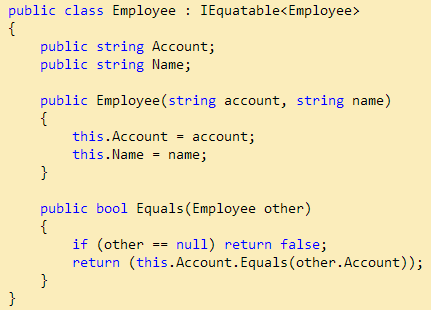 public class Employee : IEquatable<Employee>
{
    public string Account;
    public string Name;

    public Employee(string account, string name)
    {
        this.Account = account;
        this.Name = name;
    }

    public bool Equals(Employee other)
    {
        if (other == null) return false;
        return (this.Account.Equals(other.Account));
    }
}